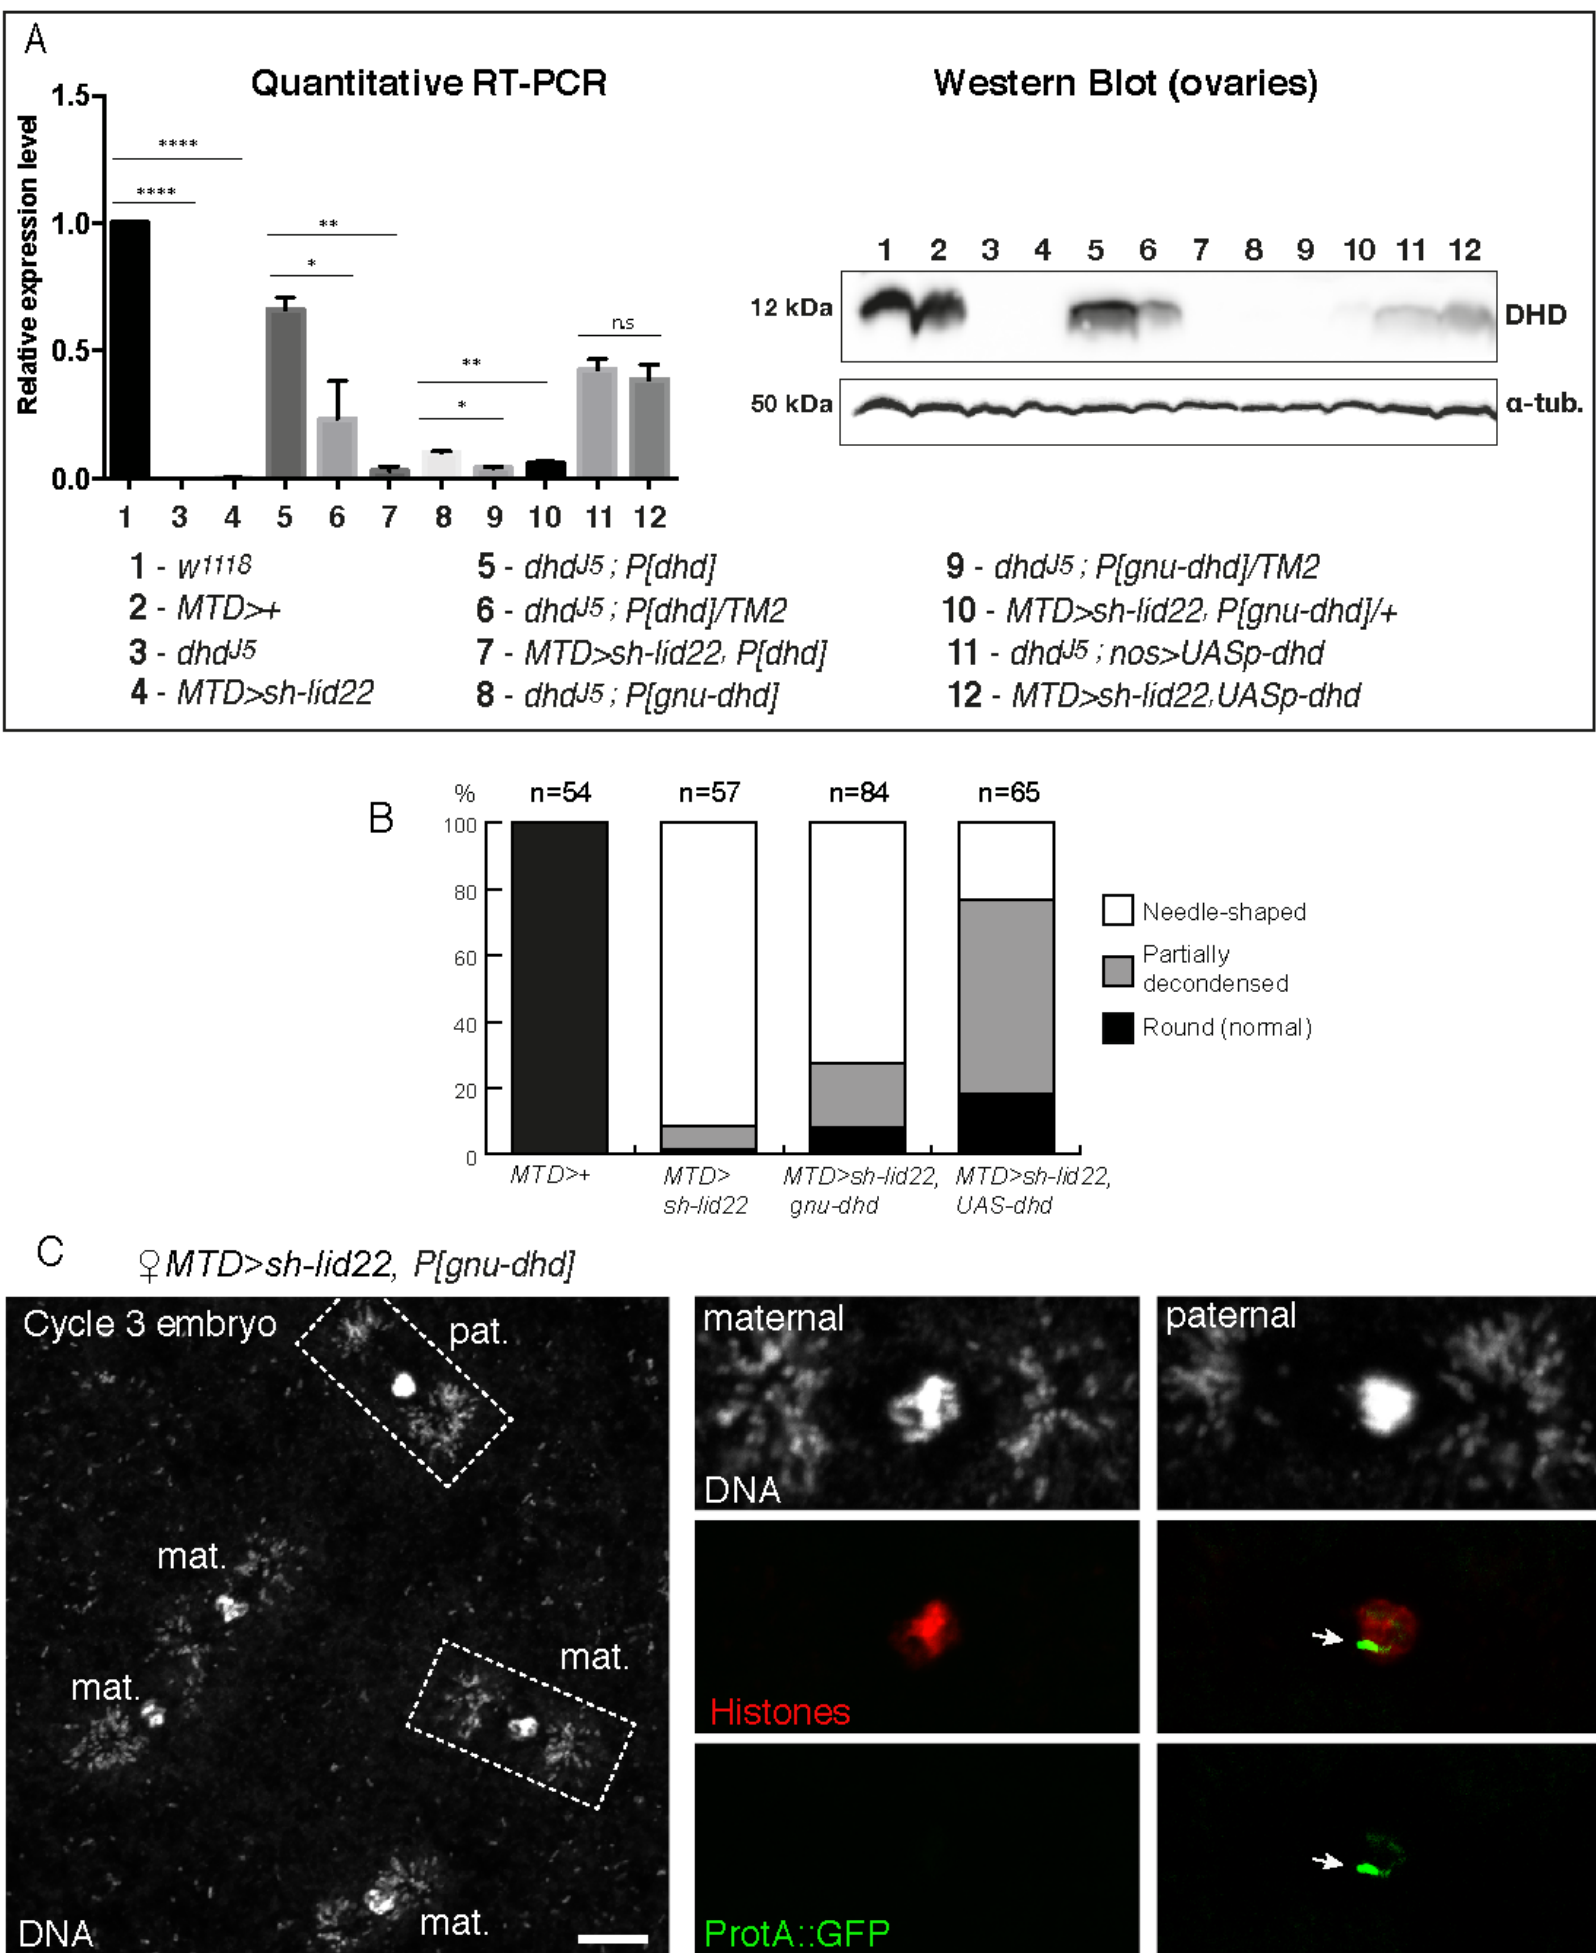 A
Quantitative RT-PCR
Western Blot (ovaries)
Relative expression level
1.5
1.0
0.5
0.0
****
****
**
*
**
*
n.s
1 3 4 5 6 7 8 9 10 11 12
1 2 3 4 5 6 7 8 9 10 11 12
12 kDa
DHD
50 kDa
α-tub.
1 - w1118
2 - MTD>+
3 - dhdJ5
4 - MTD>sh-lid22
5 - dhdJ5 ; P[dhd]
6 - dhdJ5 ; P[dhd]/TM2
7 - MTD>sh-lid22, P[dhd]
8 - dhdJ5 ; P[gnu-dhd]
9 - dhdJ5 ; P[gnu-dhd]/TM2
10 - MTD>sh-lid22, P[gnu-dhd]/+
11 - dhdJ5 ; nos>UASp-dhd
12 - MTD>sh-lid22,UASp-dhd
B
%
n=54 n=57 n=84 n=65
100
80
60
40
20
0
MTD>+
MTD>
sh-lid22
MTD>sh-lid22,
gnu-dhd
MTD>sh-lid22,
UAS-dhd
Needle-shaped
Partially
decondensed
Round (normal)
C
♀MTD>sh-lid22, P[gnu-dhd]
Cycle 3 embryo
pat.
mat.
mat.
mat.
mat.
DNA
maternal
paternal
DNA
Histones
ProtA::GFP